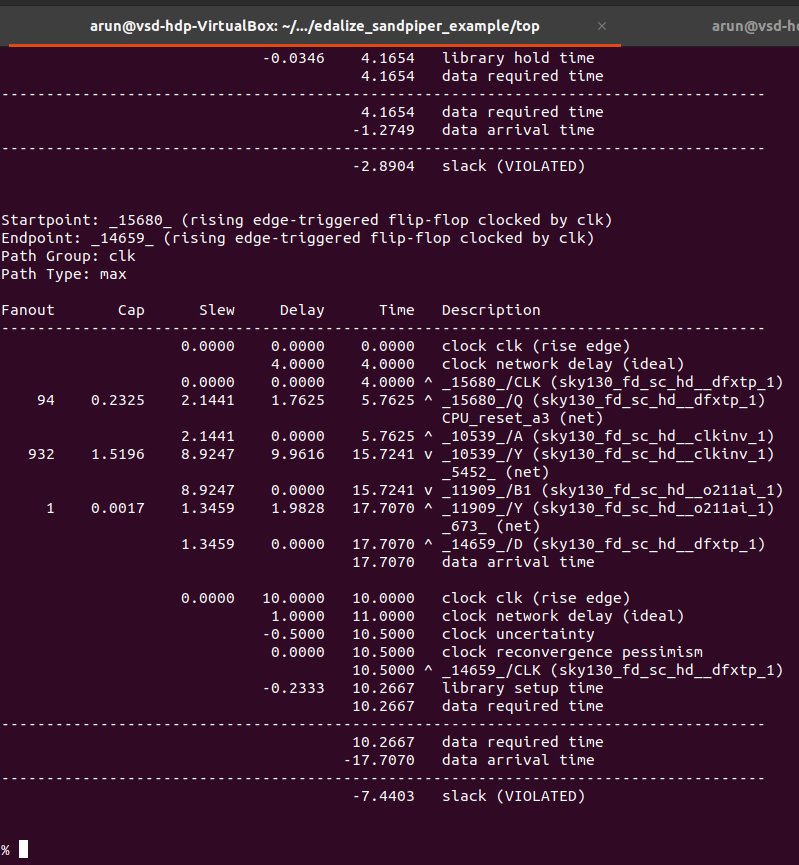 arun@vsd-hdp-VirtualBox: ~/.../edalize_sandpiper_example/top × arun@vsd-h
-0.0346 4.1654 library hold time
4.1654 data required time
-------------------------------------------------------------------------------------
4.1654 data required time
-1.2749 data arrival time
-------------------------------------------------------------------------------------
-2.8904 slack (VIOLATED)
Startpoint: _15680_ (rising edge-triggered flip-flop clocked by clk)
Endpoint: _14659_ (rising edge-triggered flip-flop clocked by clk)
Path Group: clk
Path Type: max
Fanout Cap Slew Delay Time Description
-------------------------------------------------------------------------------------
0.0000 0.0000 0.0000 clock clk (rise edge)
4.0000 4.0000 clock network delay (ideal)
0.0000 0.0000 4.0000 ^ _15680_/CLK (sky130_fd_sc_hd__dfxtp_1)
94 0.2325 2.1441 1.7625 5.7625 ^ _15680_/Q (sky130_fd_sc_hd__dfxtp_1)
CPU_reset_a3 (net)
2.1441 0.0000 5.7625 ^ _10539_/A (sky130_fd_sc_hd__clkinv_1)
932 1.5196 8.9247 9.9616 15.7241 v _10539_/Y (sky130_fd_sc_hd__clkinv_1)
_5452_ (net)
8.9247 0.0000 15.7241 v _11909_/B1 (sky130_fd_sc_hd__o211ai_1)
1 0.0017 1.3459 1.9828 17.7070 ^ _11909_/Y (sky130_fd_sc_hd__o211ai_1)
_673_ (net)
1.3459 0.0000 17.7070 ^ _14659_/D (sky130_fd_sc_hd__dfxtp_1)
17.7070 data arrival time
0.0000 10.0000 10.0000 clock clk (rise edge)
1.0000 11.0000 clock network delay (ideal)
-0.5000 10.5000 clock uncertainty
0.0000 10.5000 clock reconvergence pessimism
10.5000 ^ _14659_/CLK (sky130_fd_sc_hd__dfxtp_1)
-0.2333 10.2667 library setup time
10.2667 data required time
-------------------------------------------------------------------------------------
10.2667 data required time
-17.7070 data arrival time
-------------------------------------------------------------------------------------
-7.4403 slack (VIOLATED)
%